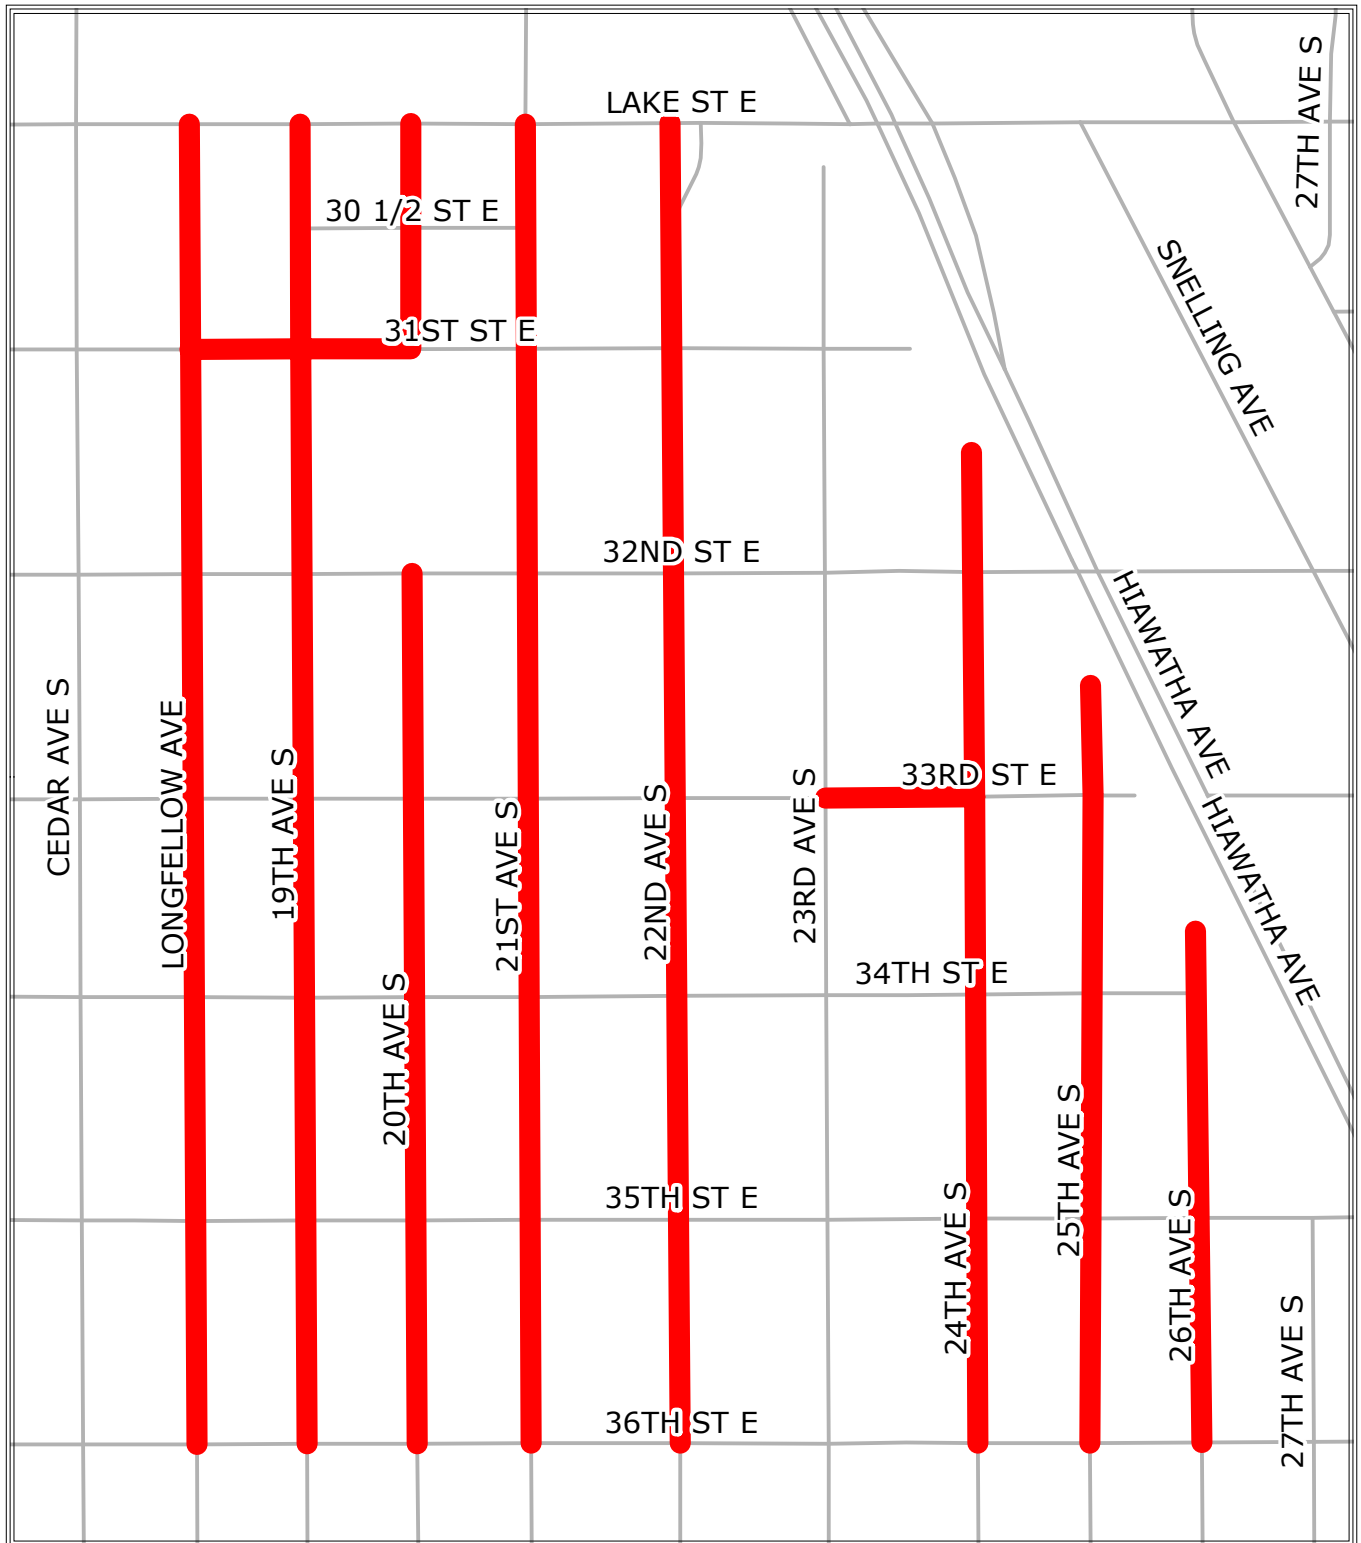 LAKE ST E
27TH AVE S
30 1/2 ST E
SNELLING AVE
31ST ST E
32ND ST E
HIAWATHA AVE
CEDAR AVE S
LONGFELLOW AVE
19TH AVE S
21ST AVE S
22ND AVE S
23RD AVE S
33RD ST E
HIAWATHA AVE
34TH ST E
20TH AVE S
25TH AVE S
35TH ST E
24TH AVE S
26TH AVE S
27TH AVE S
36TH ST E